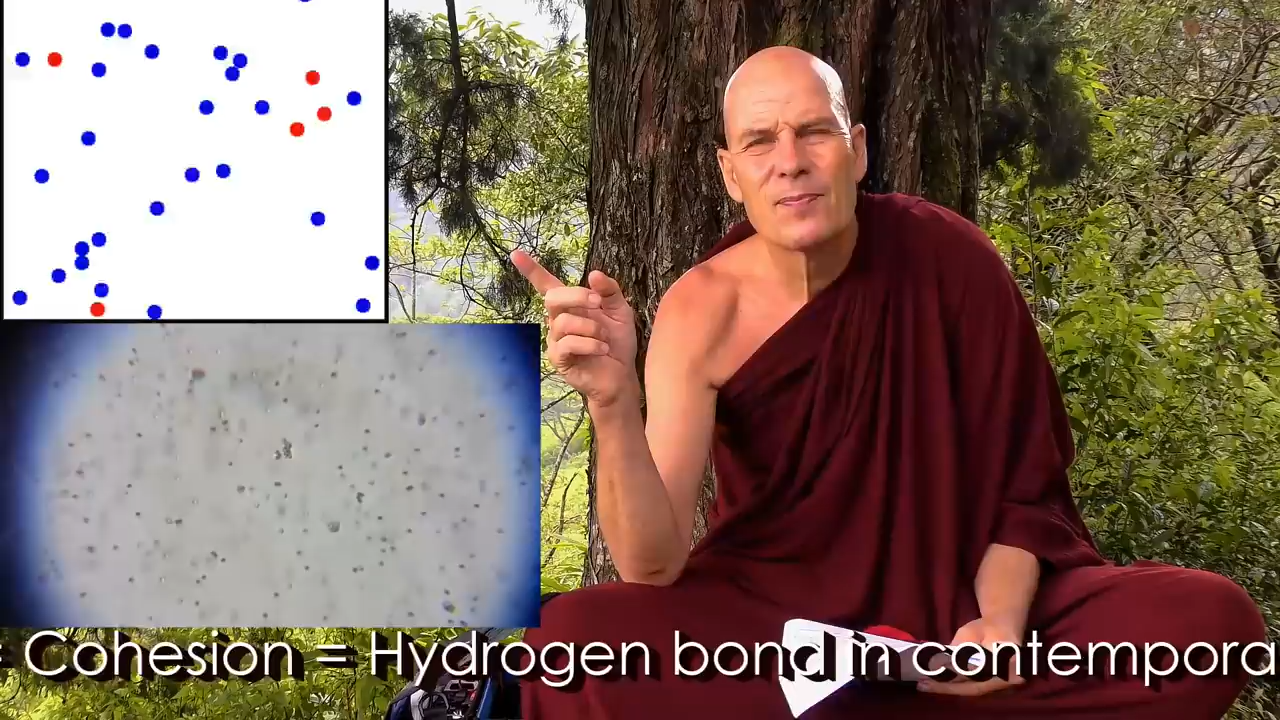 = Cohesion = Hydrogen bond in contempora